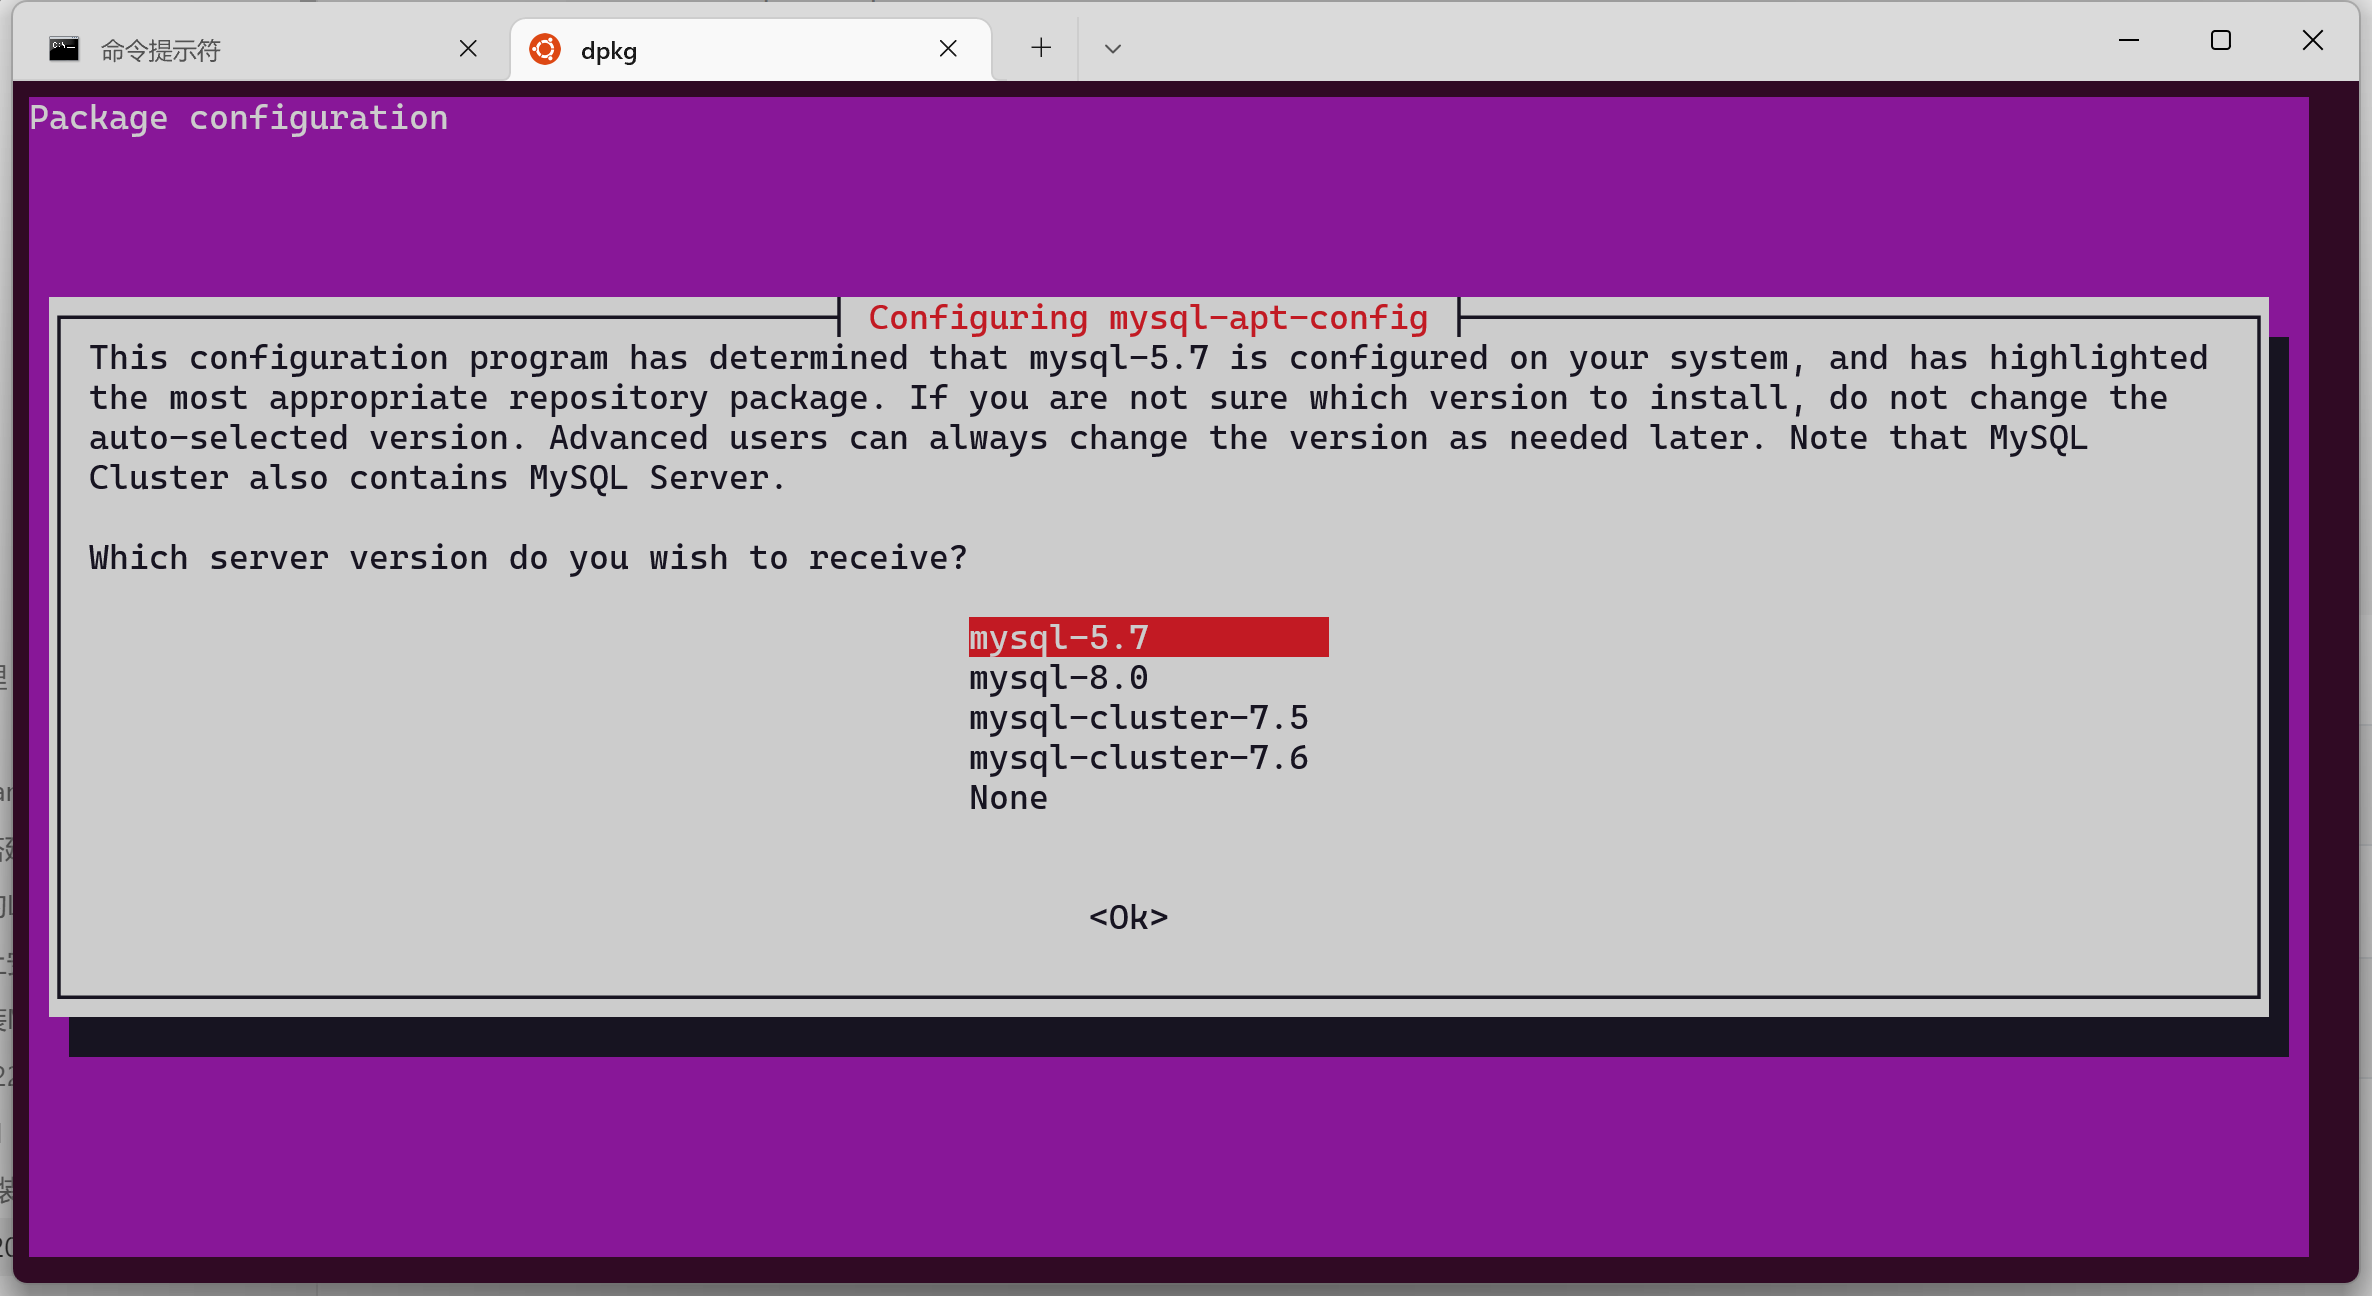 命令提示符
dpkg
Package configuration
Configuring mysql-apt-config
This configuration program has determined that mysql-5.7 is configured on your system, and has highlighted
the most appropriate repository package. If you are not sure which version to install, do not change the
auto-selected version. Advanced users can always change the version as needed later. Note that MySQL
Cluster also contains MySQL Server.
Which server version do you wish to receive?
mysql-5.7
mysql-8.0
mysql-cluster-7.5
mysql-cluster-7.6
None
<Ok>